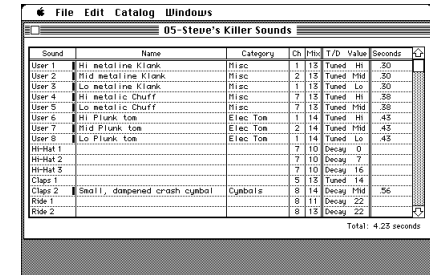 File Edit Catalog Windows
05-Steve's Killer Sounds
Sound Name Category Ch Mix T/D Value Seconds
User 1 Hi metaline Klank Misc 1 13 Tuned Hi .30
User 2 Mid metaline Klank Misc 2 13 Tuned Mid .30
User 3 Lo metaline Klank Misc 1 13 Tuned Lo .30
User 4 Hi metalic Chuff Misc 7 13 Tuned Hi .38
User 5 Lo metalic Chuff Misc 7 13 Tuned Mid .38
User 6 Hi Plunk tom Elec Tom 1 14 Tuned Hi .43
User 7 Mid Plunk tom Elec Tom 2 14 Tuned Mid .43
User 8 Lo Plunk tom Elec Tom 1 14 Tuned Lo .43
Hi-Hat 1 7 10 Decay 0
Hi-Hat 2 7 10 Decay 7
Hi-Hat 3 7 10 Decay 16
Claps 1 5 13 Tuned 14
Claps 2 Small, dampened crash cymbal Cymbals 8 14 Decay Mid .56
Ride 1 8 11 Decay 22
Ride 2 8 13 Decay 22
Total: 4.23 seconds